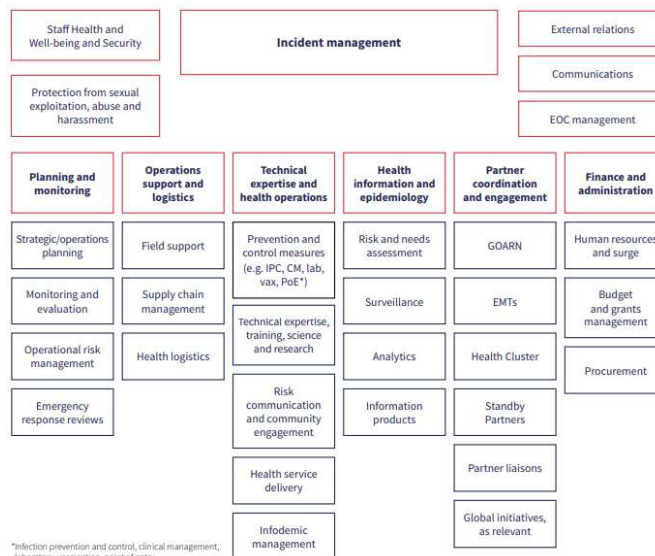 Staff Health and
Well-being and Security
Incident management
External relations
Communications
Protection from sexual
exploitation, abuse and
harassment
EOC management
Planning and
monitoring
Operations
support and
logistics
Technical
expertise and
health operations
Health
information and
epidemiology
Partner
coordination
and engagement
Finance and
administration
Strategic/operations
planning
Monitoring and
evaluation
Operational risk
management
Emergency
response reviews
Field support
Supply chain
management
Health logistics
Prevention and
control measures
(e.g. IPC, CM, lab,
vax, PoE*)
Technical expertise,
training, science
and research
Risk
communication
and community
engagement
Health service
delivery
Infodemic
management
Risk and needs
assessment
Surveillance
Analytics
Information
products
GOARN
EMTs
Health Cluster
Standby
Partners
Partner liaisons
Global initiatives,
as relevant
Human resources
and surge
Budget
and grants
management
Procurement
*Infection prevention and control, clinical management,